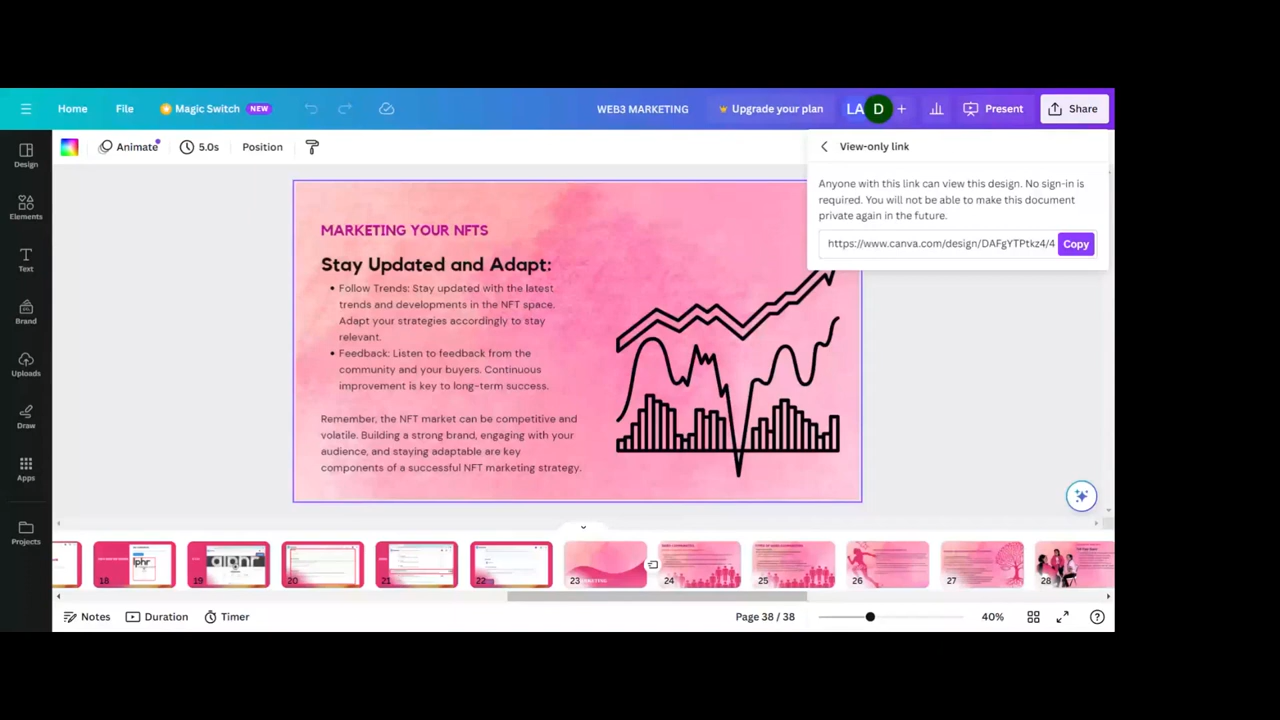 Home
File
Magic Switch
NEW
WEB3 MARKETING
Upgrade your plan
LA
D
+
Present
Share
Design
Elements
Text
Brand
Uploads
Draw
Apps
Projects
Animate
5.0s
Position
View-only link
Anyone with this link can view this design. No sign-in is
required. You will not be able to make this document
private again in the future.
https://www.canva.com/design/DAFgYTPtkz4/4
Copy
MARKETING YOUR NFTS
Stay Updated and Adapt:
• Follow Trends: Stay updated with the latest
trends and developments in the NFT space.
Adapt your strategies accordingly to stay
relevant.
• Feedback: Listen to feedback from the
community and your buyers. Continuous
improvement is key to long-term success.
Remember, the NFT market can be competitive and
volatile. Building a strong brand, engaging with your
audience, and staying adaptable are key
components of a successful NFT marketing strategy.
18
19
20
21
22
23
24
25
26
27
28
Notes
Duration
Timer
Page 38 / 38
40%
?